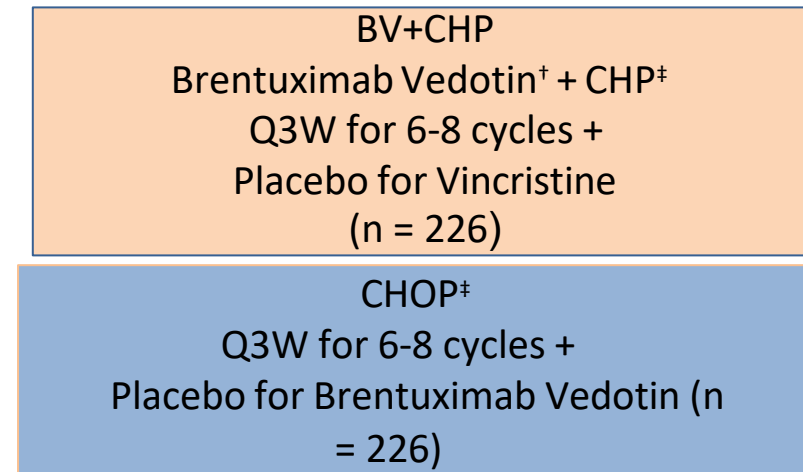 BV+CHP
Brentuximab Vedotin† + CHP‡
Q3W for 6-8 cycles +
Placebo for Vincristine
(n = 226)
CHOP‡
Q3W for 6-8 cycles +
Placebo for Brentuximab Vedotin (n
= 226)